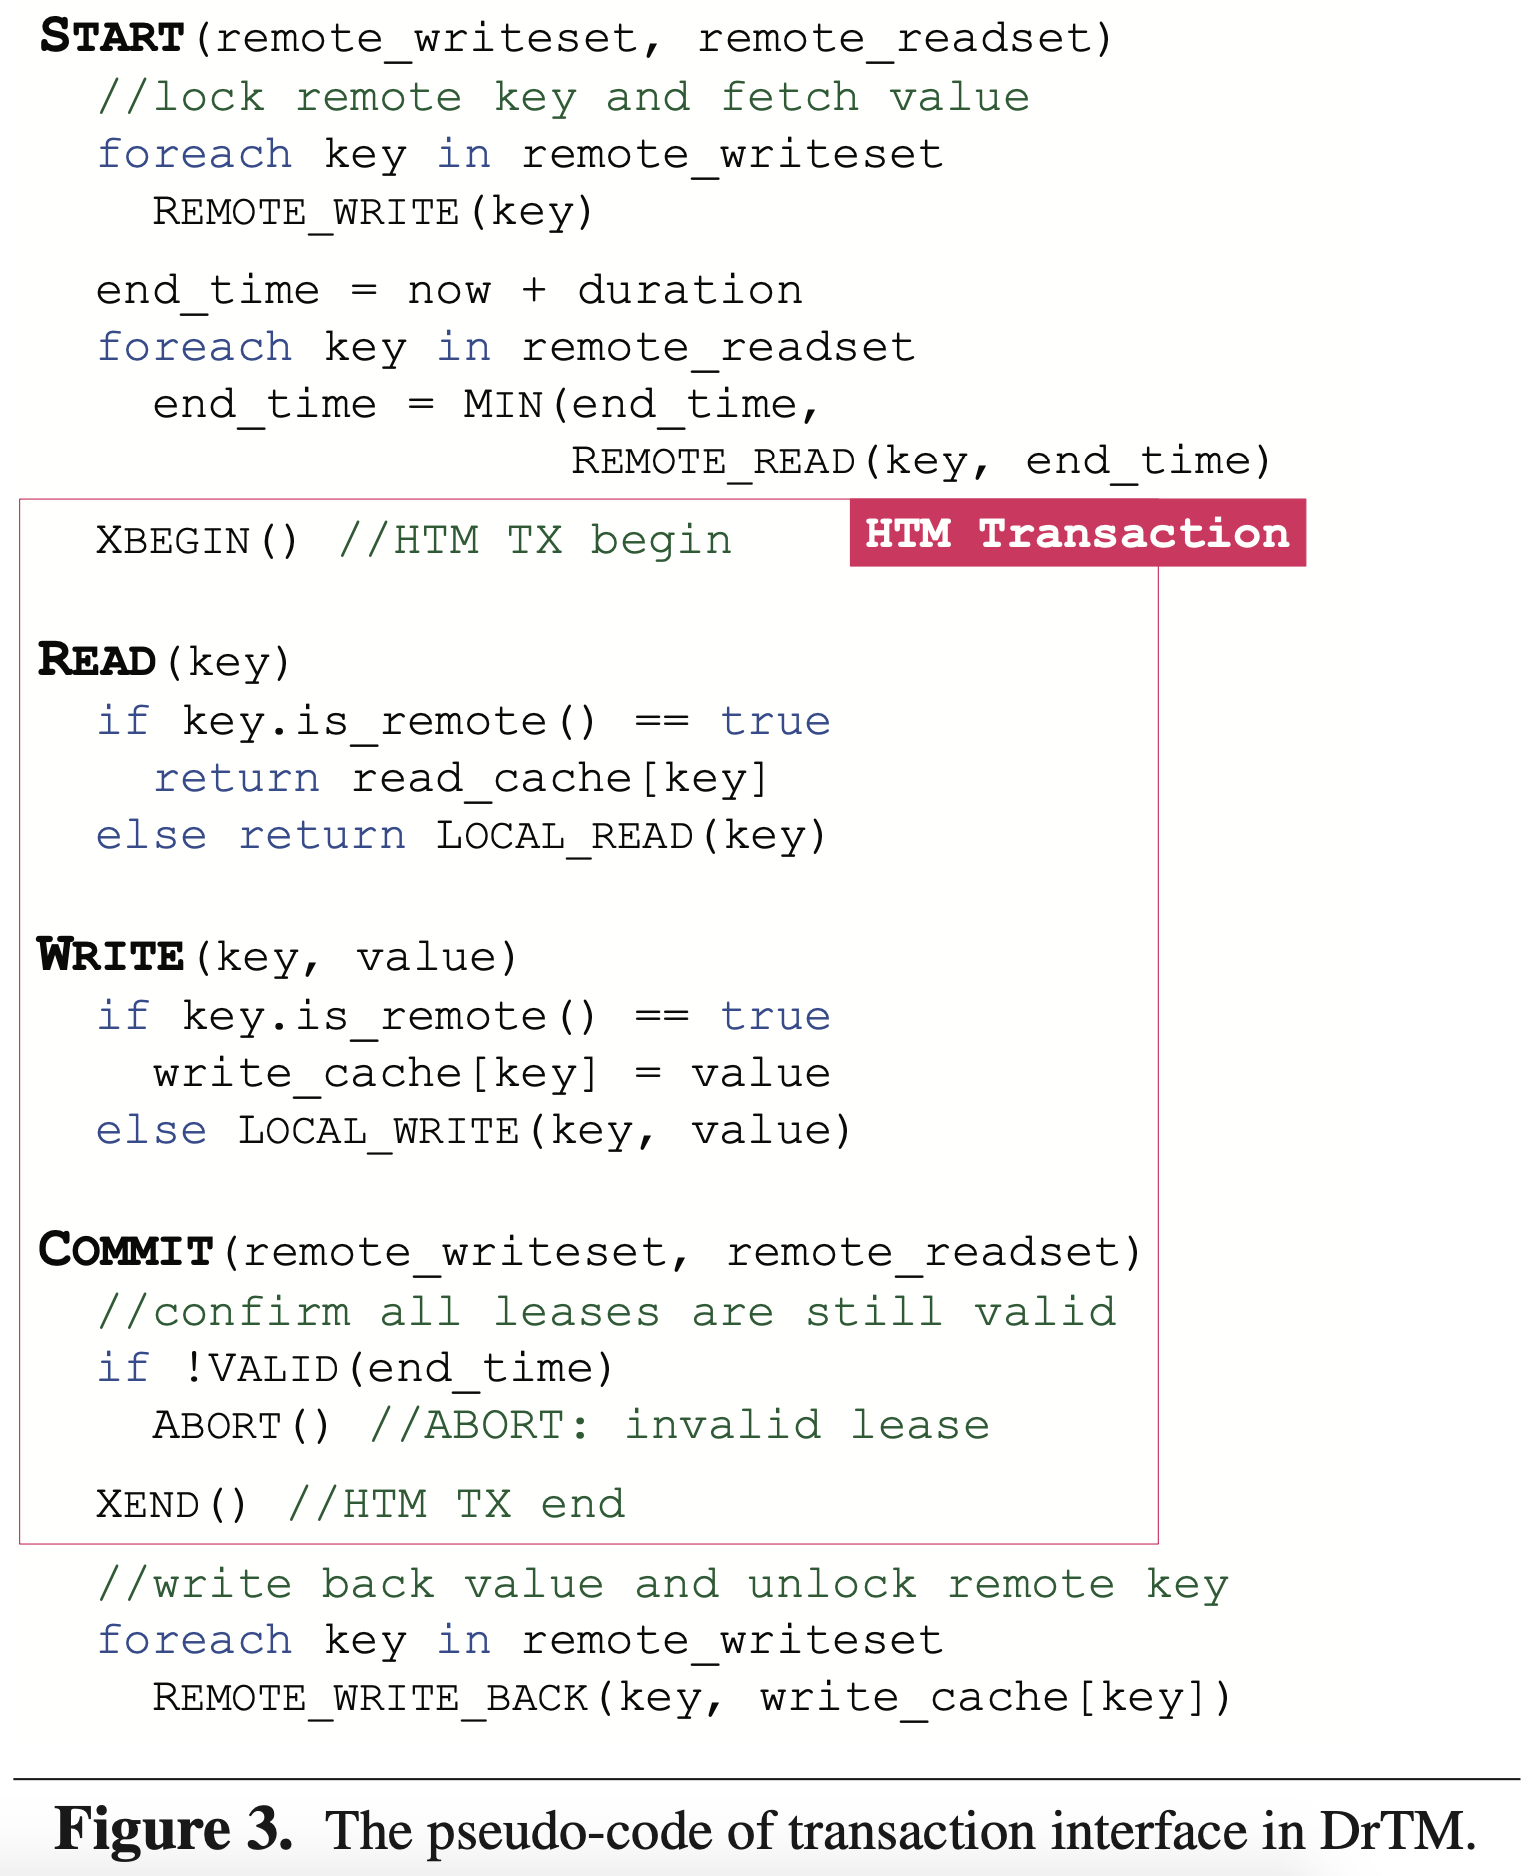 START(remote_writeset, remote_readset)
//lock remote key and fetch value
foreach key in remote_writeset
REMOTE_WRITE(key)
end_time = now + duration
foreach key in remote_readset
end_time = MIN(end_time,
REMOTE_READ(key, end_time)
XBEGIN() //HTM TX begin
HTM Transaction
READ(key)
if key.is_remote() == true
return read_cache[key]
else return LOCAL_READ(key)
WRITE(key, value)
if key.is_remote() == true
write_cache[key] = value
else LOCAL_WRITE(key, value)
COMMIT(remote_writeset, remote_readset)
//confirm all leases are still valid
if !VALID(end_time)
ABORT() //ABORT: invalid lease
XEND() //HTM TX end
//write back value and unlock remote key
foreach key in remote_writeset
REMOTE_WRITE_BACK(key, write_cache[key])
Figure 3. The pseudo-code of transaction interface in DrTM.